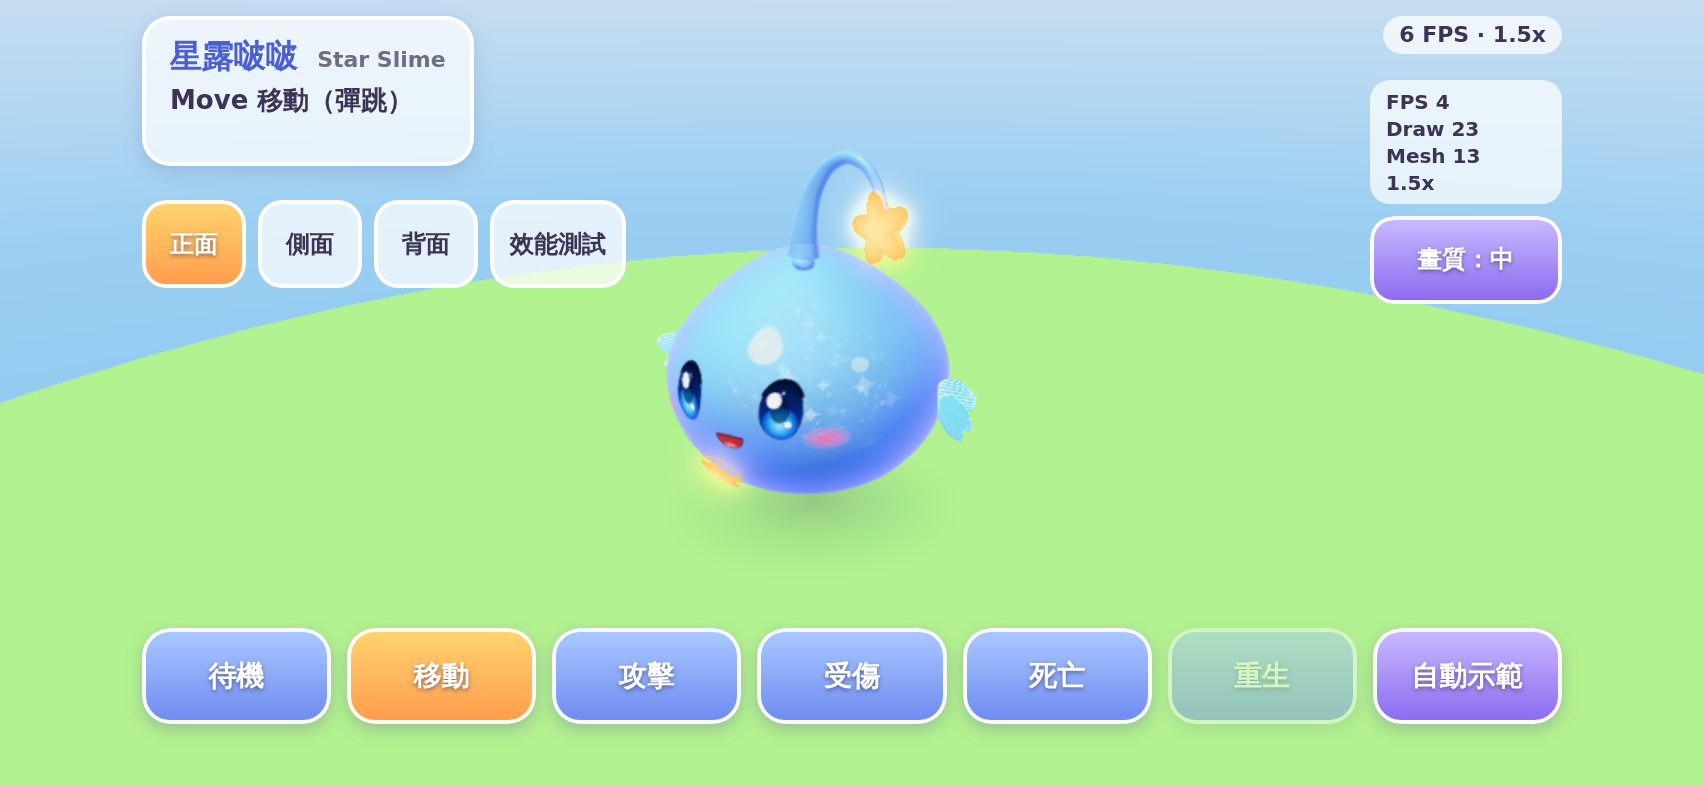 星露啵啵 Star Slime
Move 移動（彈跳）
6 FPS · 1.5x
FPS 4
Draw 23
Mesh 13
1.5x
正面 側面 背面 效能測試
畫質：中
待機 移動 攻擊 受傷 死亡 重生 自動示範